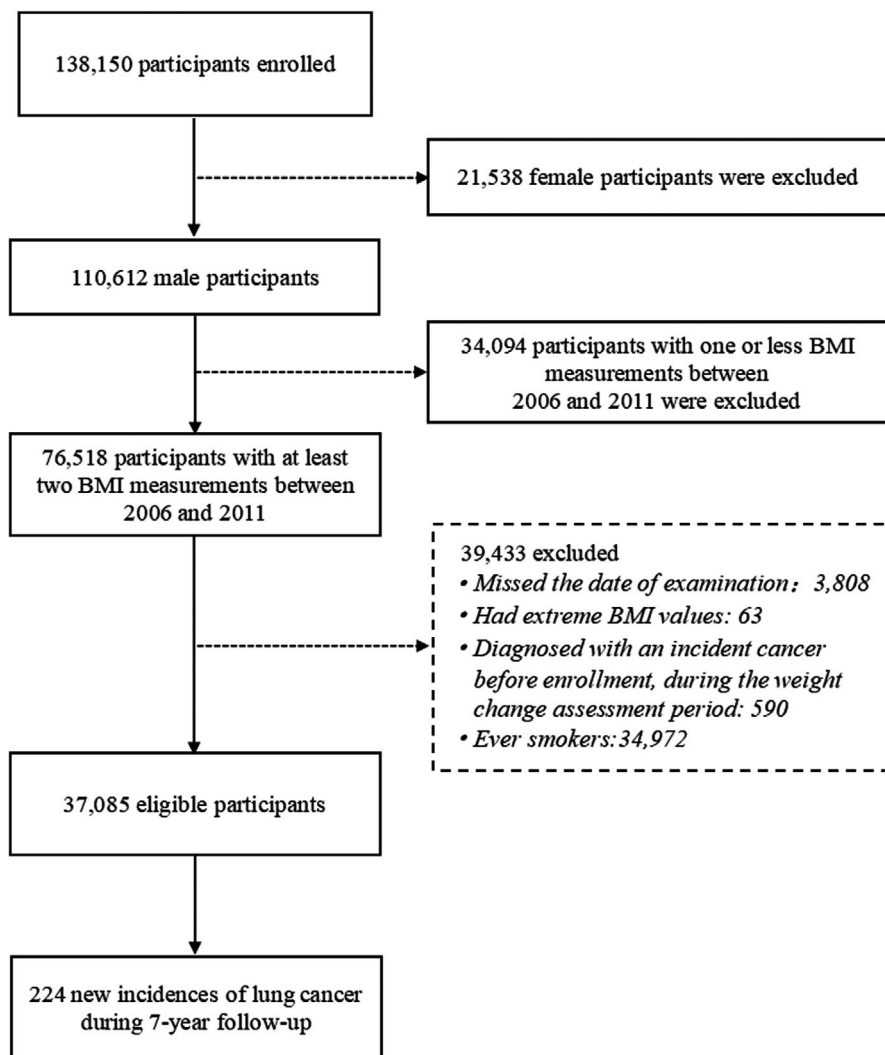 138,150 participants enrolled
21,538 female participants were excluded
110,612 male participants
34,094 participants with one or less BMI
measurements between
2006 and 2011 were excluded
76,518 participants with at least
two BMI measurements between
2006 and 2011
39,433 excluded
• Missed the date of examination：3,808
• Had extreme BMI values: 63
• Diagnosed with an incident cancer
before enrollment, during the weight
change assessment period: 590
• Ever smokers:34,972
37,085 eligible participants
224 new incidences of lung cancer
during 7-year follow-up